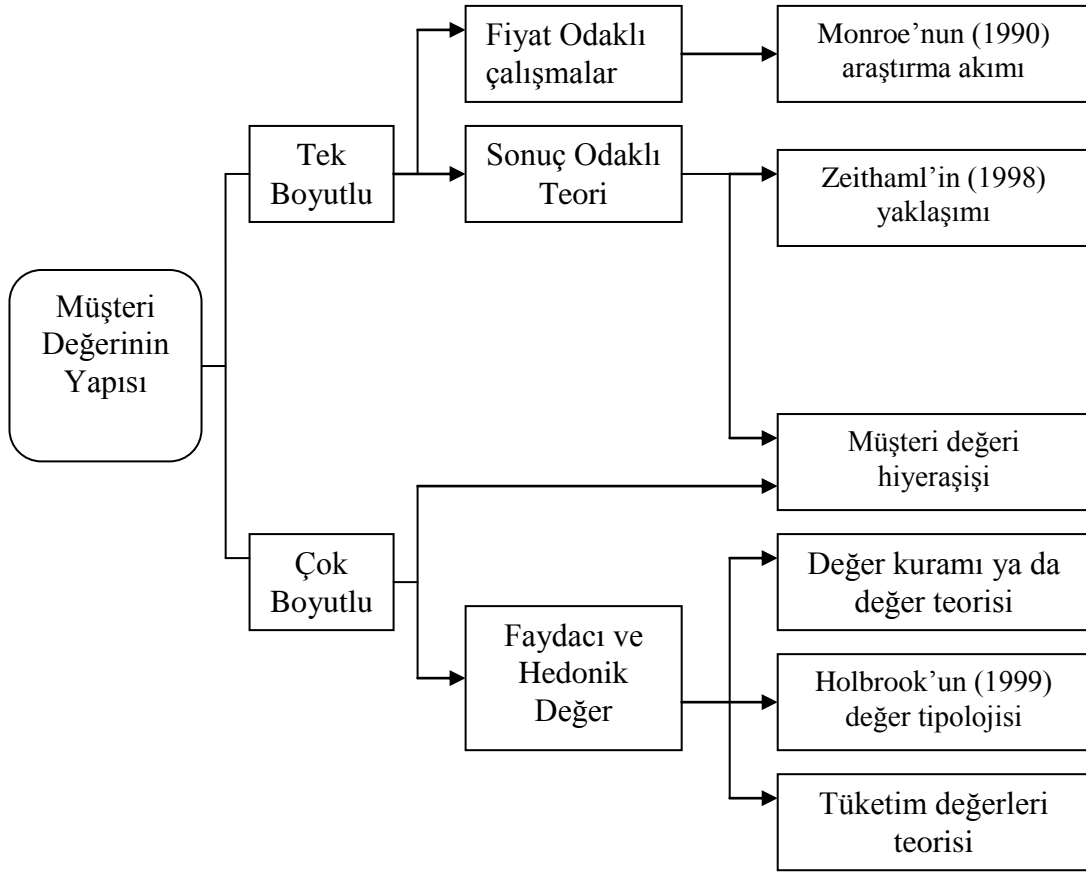 Fiyat Odaklı
çalışmalar
Monroe’nun (1990)
araştırma akımı
Tek
Boyutlu
Sonuç Odaklı
Teori
Zeithaml’in (1998)
yaklaşımı
Müşteri
Değerinin
Yapısı
Müşteri değeri
hiyeraşişi
Çok
Boyutlu
Faydacı ve
Hedonik
Değer
Değer kuramı ya da
değer teorisi
Holbrook’un (1999)
değer tipolojisi
Tüketim değerleri
teorisi